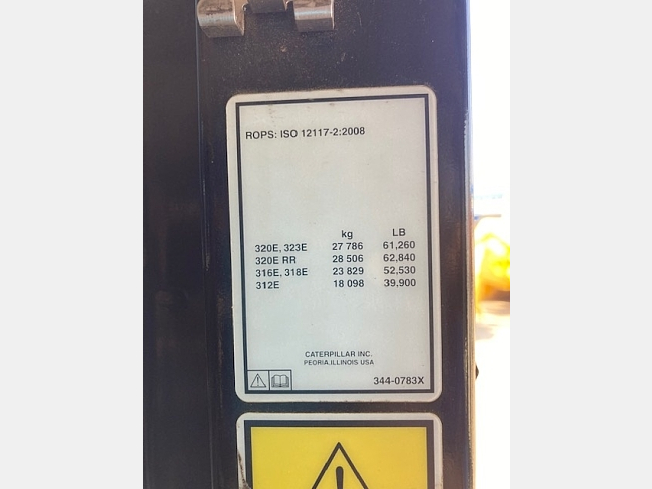 ROPS: ISO 12117-2:2008
kg LB
320E, 323E 27 786 61,260
320E RR 28 506 62,840
316E, 318E 23 829 52,530
312E 18 098 39,900
CATERPILLAR INC.
PEORIA,ILLINOIS USA
344-0783X